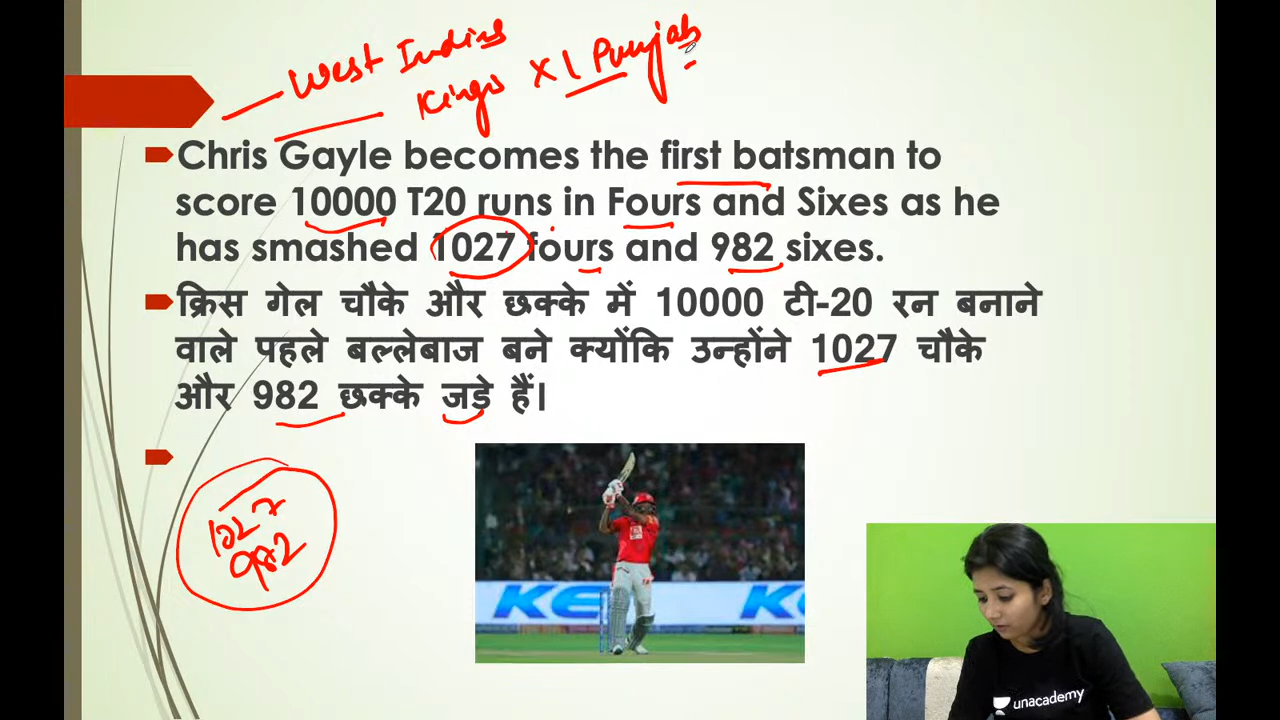 West Indies
Kings XI Punjab
Chris Gayle becomes the first batsman to
score 10000 T20 runs in Fours and Sixes as he
has smashed 1027 fours and 982 sixes.
क्रिस गेल चौके और छक्के में 10000 टी-20 रन बनाने
वाले पहले बल्लेबाज बने क्योंकि उन्होंने 1027 चौके
और 982 छक्के जड़े हैं।
1027
982
KE
KE
unacademy